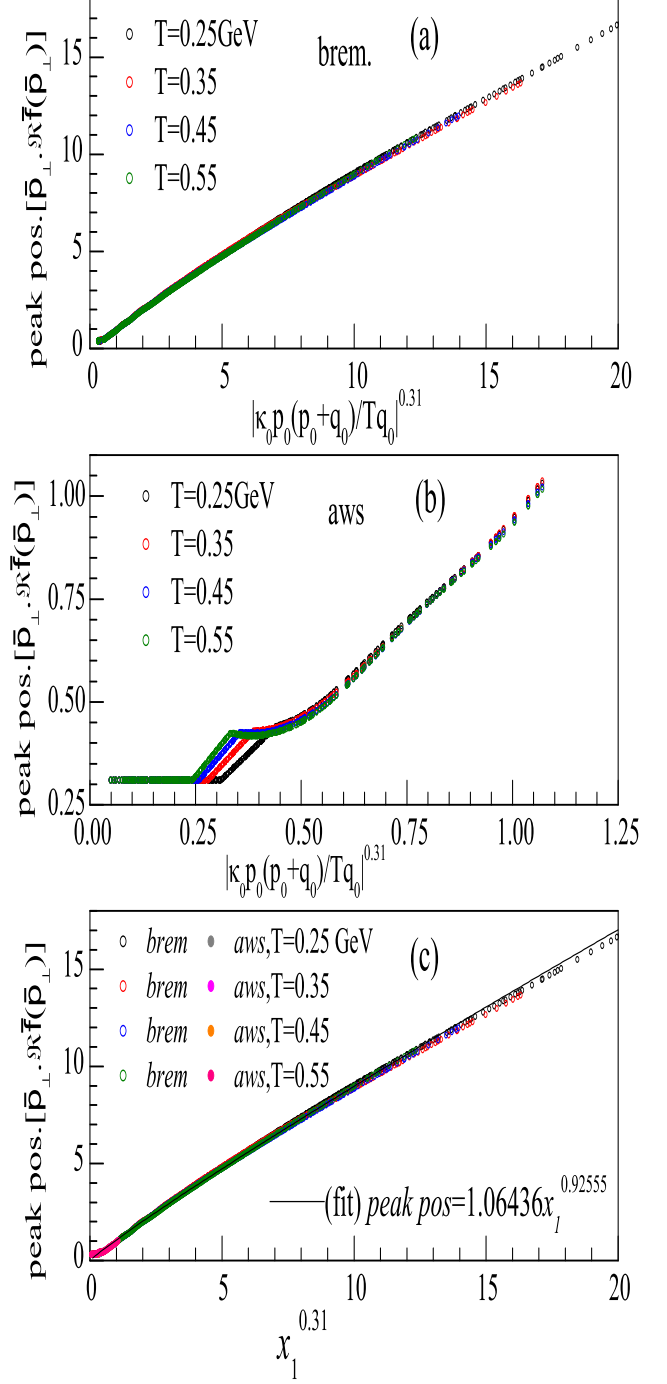 T=0.25GeV
T=0.35
T=0.45
T=0.55
brem.
(a)
peak pos.[p̄⊥.ℜf̄(p̄⊥)]
15
10
5
0
0 5 10 15 20
|κ₀p₀(p₀+q₀)/Tq₀|^0.31
T=0.25GeV
T=0.35
T=0.45
T=0.55
aws
(b)
peak pos.[p̄⊥.ℜf̄(p̄⊥)]
1.00
0.75
0.50
0.25
0.00 0.25 0.50 0.75 1.00 1.25
|κ₀p₀(p₀+q₀)/Tq₀|^0.31
brem aws,T=0.25 GeV
brem aws,T=0.35
brem aws,T=0.45
brem aws,T=0.55
(c)
peak pos.[p̄⊥.ℜf̄(p̄⊥)]
15
10
5
0
(fit) peak pos=1.06436x₁^0.92555
0 5 10 15 20
x₁^0.31